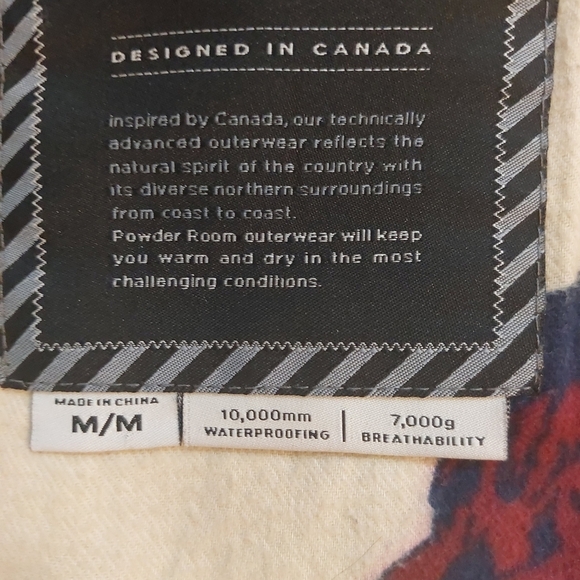 DESIGNED IN CANADA
inspired by Canada, our technically
advanced outerwear reflects the
natural spirit of the country with
its diverse northern surroundings
from coast to coast.
Powder Room outerwear will keep
you warm and dry in the most
challenging conditions.
MADE IN CHINA
M/M
10,000mm
WATERPROOFING
7,000g
BREATHABILITY